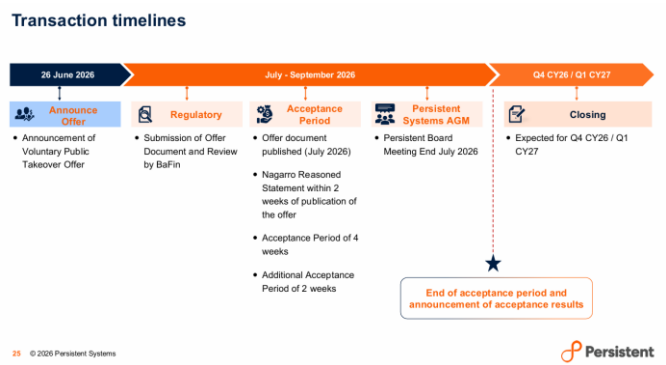 Transaction timelines
26 June 2026
July - September 2026
Q4 CY26 / Q1 CY27
Announce
Offer
• Announcement of
Voluntary Public
Takeover Offer
Regulatory
• Submission of Offer
Document and Review
by BaFin
Acceptance
Period
• Offer document
published (July 2026)
• Nagarro Reasoned
Statement within 2
weeks of publication of
the offer
• Acceptance Period of 4
weeks
• Additional Acceptance
Period of 2 weeks
Persistent
Systems AGM
• Persistent Board
Meeting End July 2026
Closing
• Expected for Q4 CY26 / Q1
CY27
End of acceptance period and
announcement of acceptance results
25 © 2026 Persistent Systems
Persistent